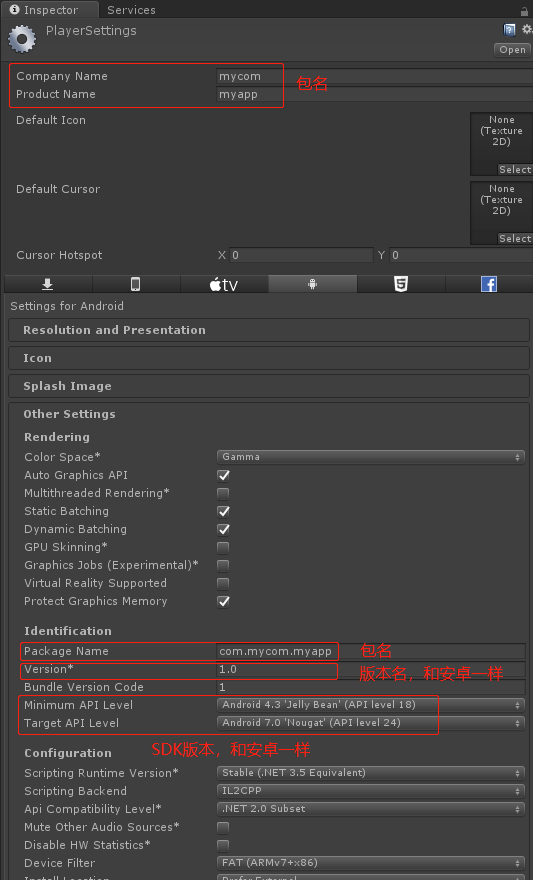 Inspector Services
PlayerSettings
Open
Company Name mycom
Product Name myapp
包名
Default Icon
None
(Texture
2D)
Select
Default Cursor
None
(Texture
2D)
Select
Cursor Hotspot X 0 Y 0
tv
Settings for Android
Resolution and Presentation
Icon
Splash Image
Other Settings
Rendering
Color Space* Gamma
Auto Graphics API
Multithreaded Rendering*
Static Batching
Dynamic Batching
GPU Skinning*
Graphics Jobs (Experimental)*
Virtual Reality Supported
Protect Graphics Memory
Identification
Package Name com.mycom.myapp 包名
Version* 1.0 版本名，和安卓一样
Bundle Version Code 1
Minimum API Level Android 4.3 'Jelly Bean' (API level 18)
Target API Level Android 7.0 'Nougat' (API level 24)
SDK版本，和安卓一样
Configuration
Scripting Runtime Version* Stable (.NET 3.5 Equivalent)
Scripting Backend IL2CPP
Api Compatibility Level* .NET 2.0 Subset
Mute Other Audio Sources*
Disable HW Statistics*
Device Filter FAT (ARMv7+x86)
Install Location Prefer External